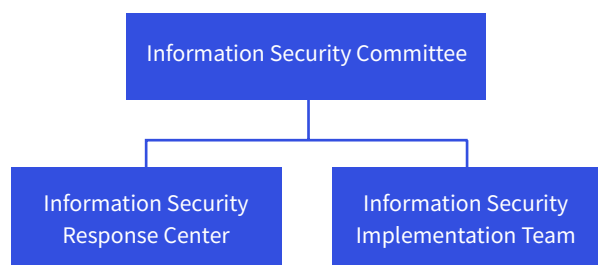 Information Security Committee
Information Security
Response Center
Information Security
Implementation Team